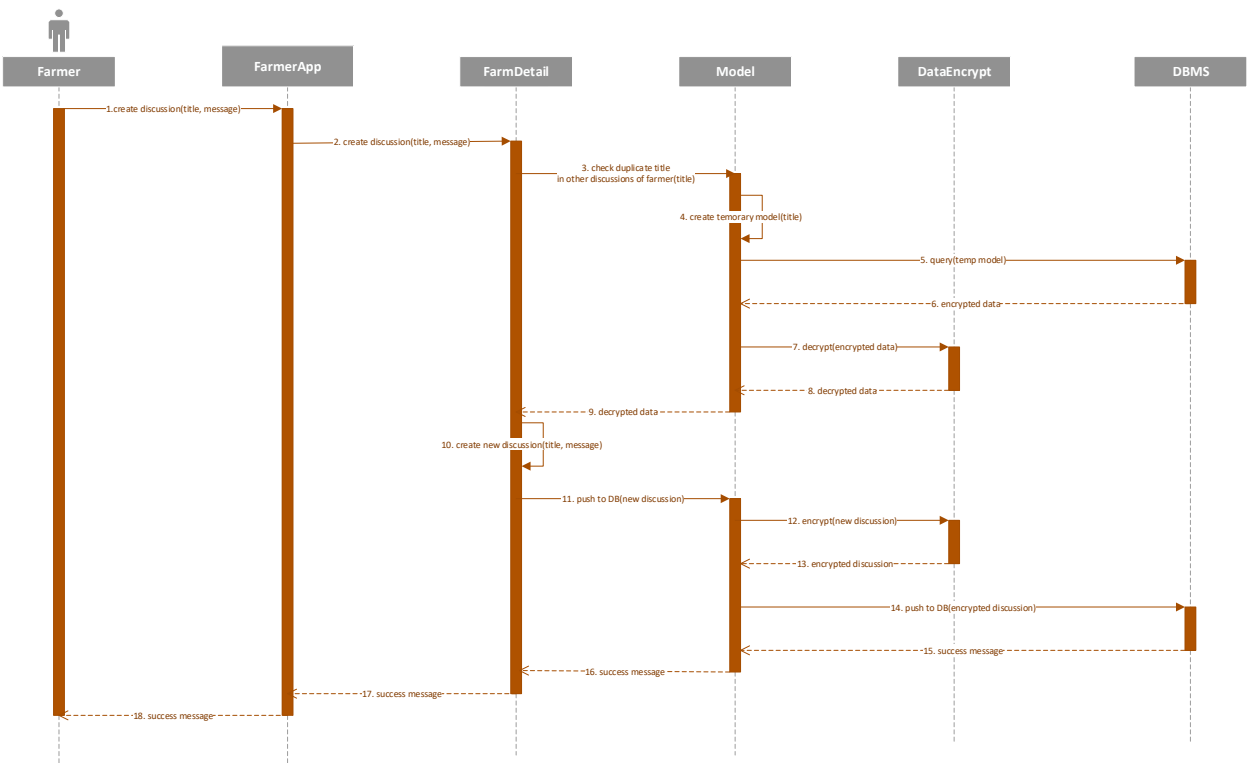 Farmer
FarmerApp
FarmDetail
Model
DataEncrypt
DBMS
1.create discussion(title, message)
2. create discussion(title, message)
3. check duplicate title
in other discussions of farmer(title)
4. create temorary model(title)
5. query(temp model)
6. encrypted data
7. decrypt(encrypted data)
8. decrypted data
9. decrypted data
10. create new discussion(title, message)
11. push to DB(new discussion)
12. encrypt(new discussion)
13. encrypted discussion
14. push to DB(encrypted discussion)
15. success message
16. success message
17. success message
18. success message